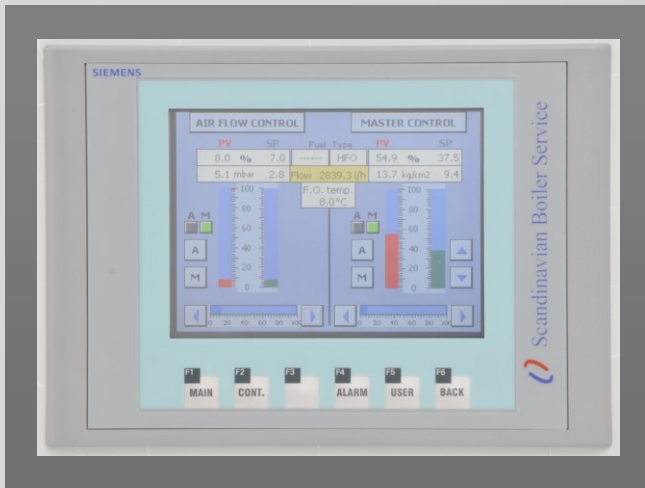 SIEMENS
AIR FLOW CONTROL MASTER CONTROL
PV SP Fuel Type PV SP
8.0 % 7.0 ------ HFO 54.9 % 37.5
5.1 mbar 2.8 Flow 2839.3 l/h 13.7 kg/cm2 9.4
F.O. temp.
8.0°C
100 100
80 80
A M 60 A M 60
A 40 A 40
M 20 M 20
0 0
0 20 40 60 80 100 0 20 40 60 80 100
F1 F2 F3 F4 F5 F6
MAIN CONT. ALARM USER BACK
Scandinavian Boiler Service